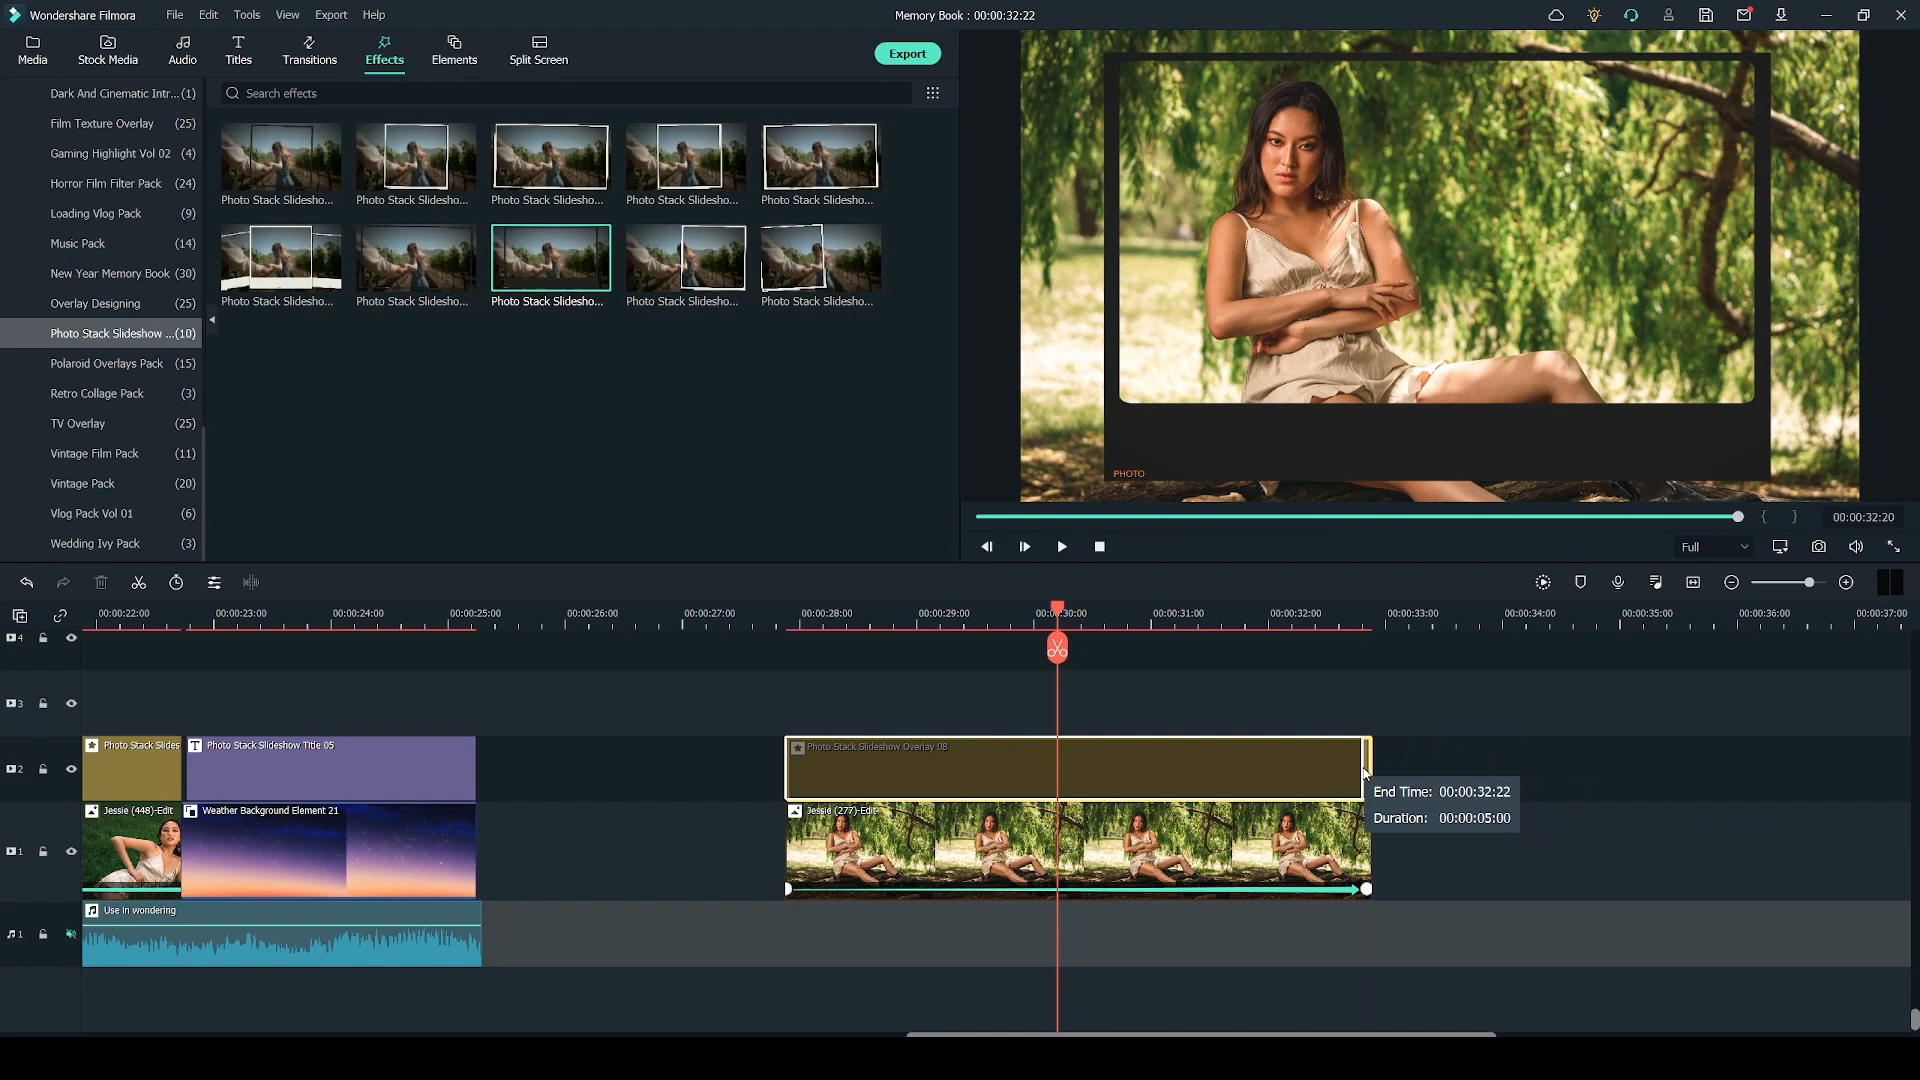 Wondershare Filmora
File Edit Tools View Export Help
Memory Book : 00:00:32:22
Media Stock Media Audio Titles Transitions Effects Elements Split Screen
Export
Search effects
Dark And Cinematic Intr...(1)
Film Texture Overlay (25)
Gaming Highlight Vol 02 (4)
Horror Film Filter Pack (24)
Loading Vlog Pack (9)
Music Pack (14)
New Year Memory Book (30)
Overlay Designing (25)
Photo Stack Slideshow ...(10)
Polaroid Overlays Pack (15)
Retro Collage Pack (3)
TV Overlay (25)
Vintage Film Pack (11)
Vintage Pack (20)
Vlog Pack Vol 01 (6)
Wedding Ivy Pack (3)
Photo Stack Slidesho... Photo Stack Slidesho... Photo Stack Slidesho... Photo Stack Slidesho... Photo Stack Slidesho...
Photo Stack Slidesho... Photo Stack Slidesho... Photo Stack Slidesho... Photo Stack Slidesho... Photo Stack Slidesho...
PHOTO
{ } 00:00:32:20
Full
00:00:22:00 00:00:23:00 00:00:24:00 00:00:25:00 00:00:26:00 00:00:27:00 00:00:28:00 00:00:29:00 00:00:30:00 00:00:31:00 00:00:32:00 00:00:33:00 00:00:34:00 00:00:35:00 00:00:36:00 00:00:37:00
4
3
2
Photo Stack Slides
T Photo Stack Slideshow Title 05
Photo Stack Slideshow Overlay 08
End Time: 00:00:32:22
Duration: 00:00:05:00
1
Jessie (448)-Edit
Weather Background Element 21
Jessie (277)-Edit
1
Use in wondering